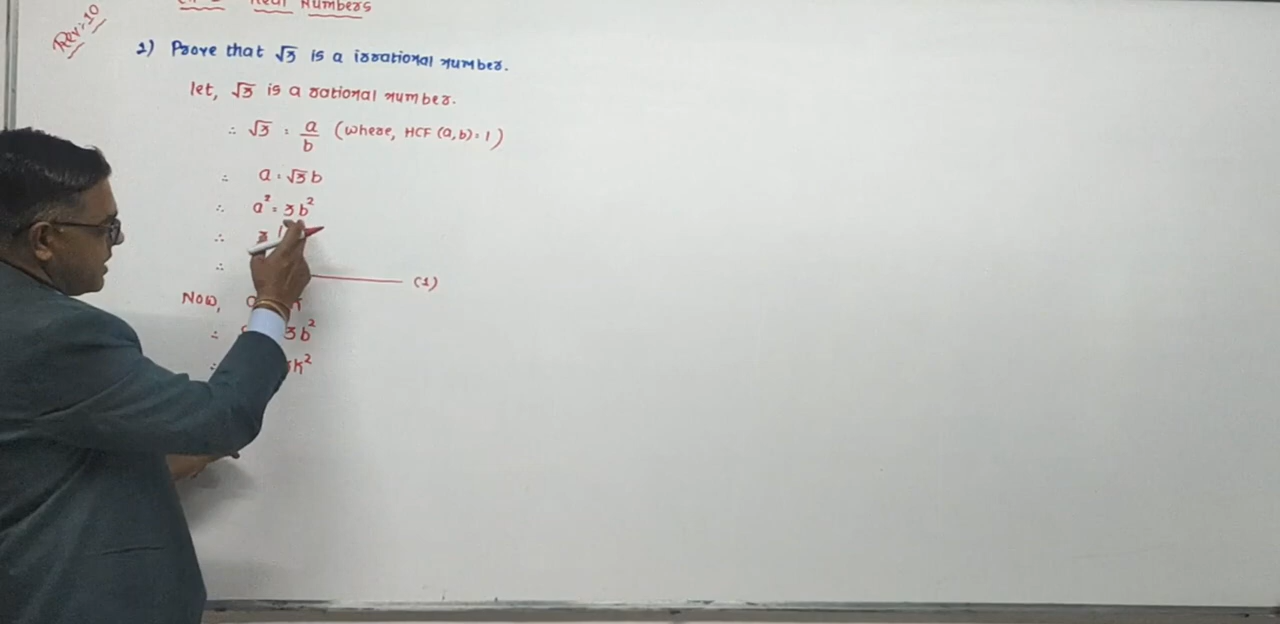 Real Numbers
Rev:10
1) Prove that √3 is a irrational number.
let, √3 is a rational number.
∴ √3 = a/b (where, HCF (a,b)=1)
∴ a = √3 b
∴ a² = 3b²
∴ 3
∴ (1)
Now,
∴ 3b²
∴ k²